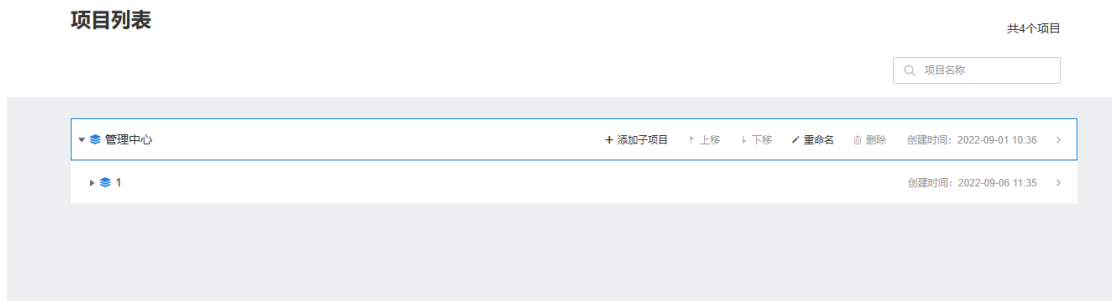 项目列表
共4个项目
项目名称
管理中心 添加子项目 上移 下移 重命名 删除 创建时间：2022-09-01 10:36
1 创建时间：2022-09-06 11:35